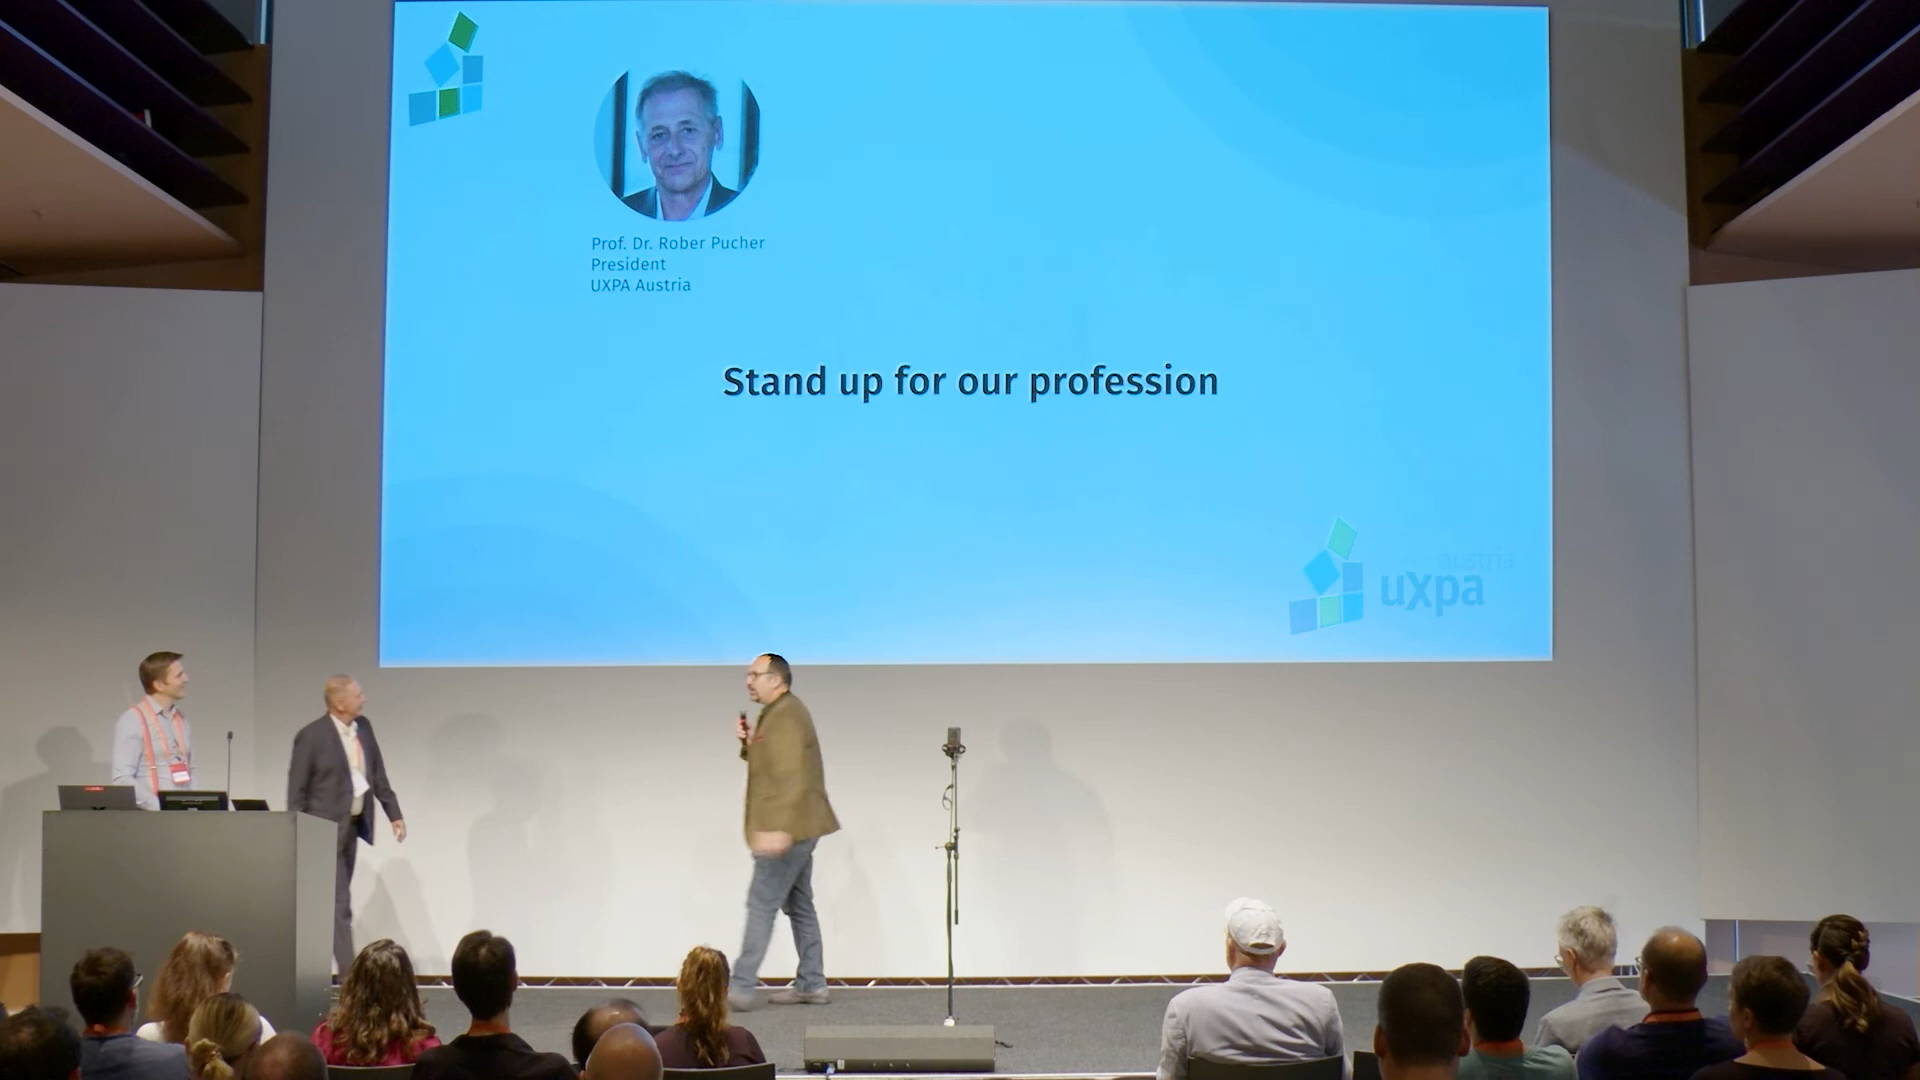 Prof. Dr. Rober Pucher
President
UXPA Austria
Stand up for our profession
austria
uxpa